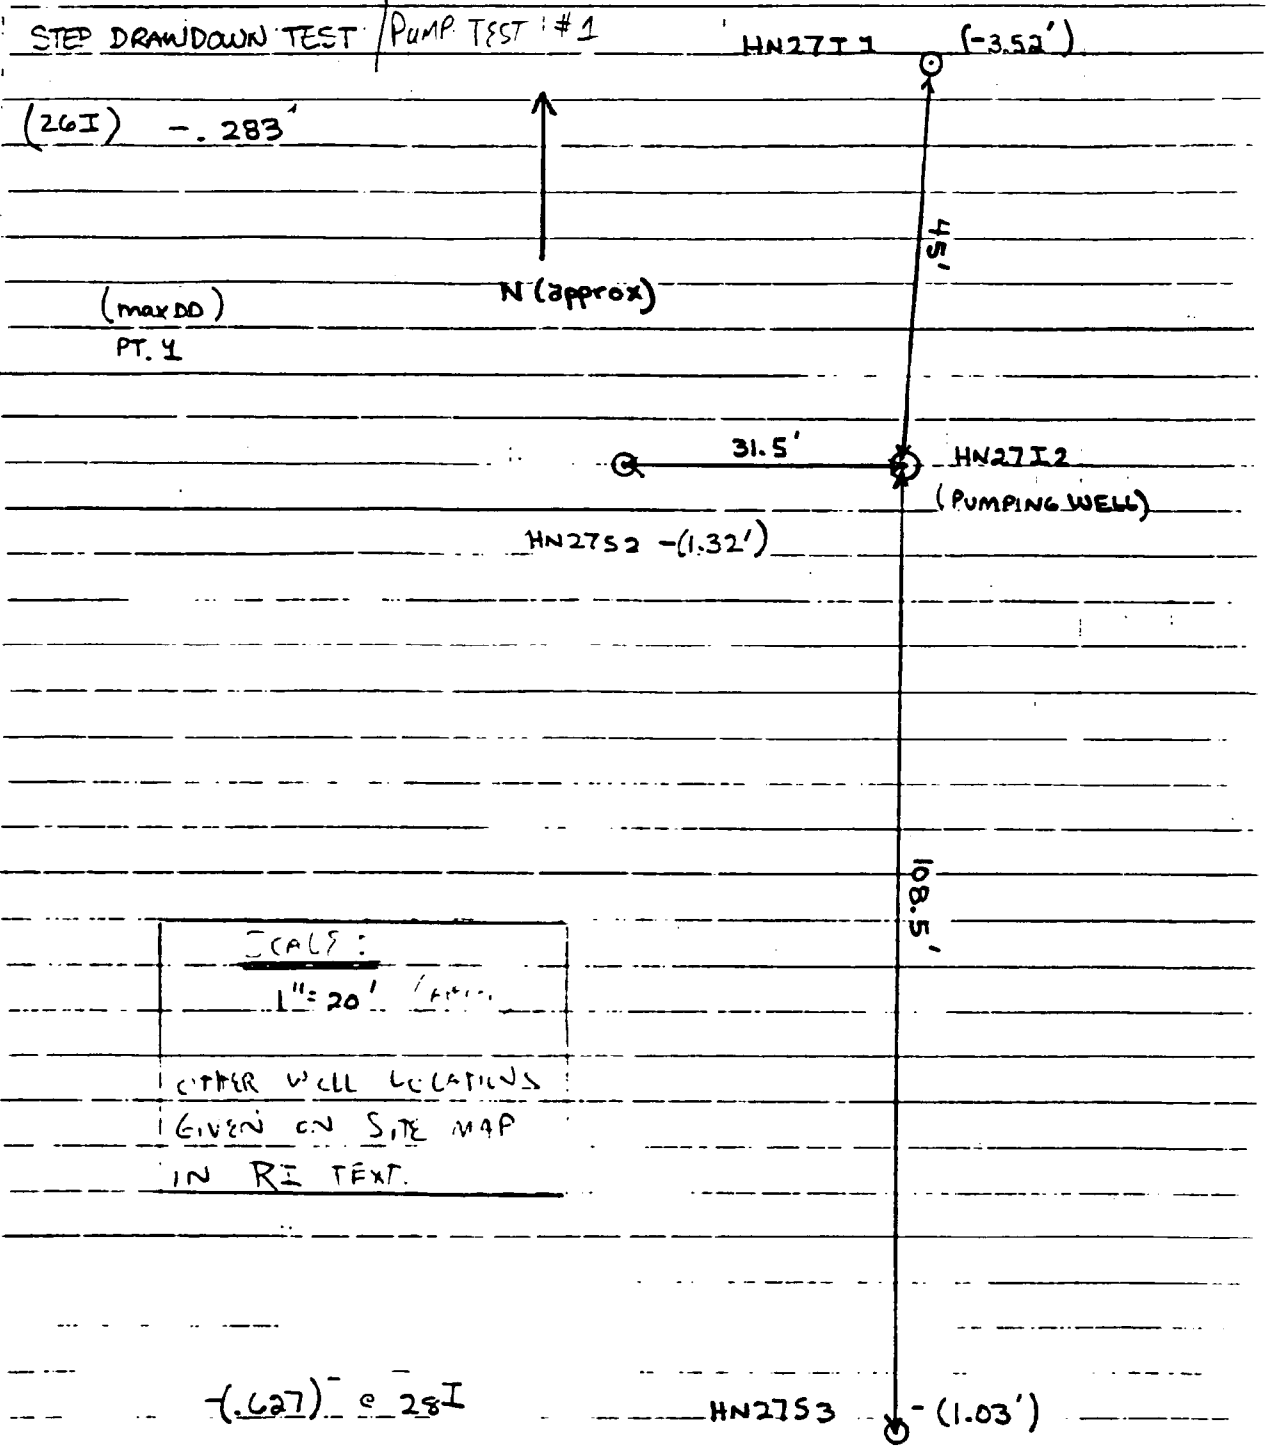 STEP DRAWDOWN TEST / PUMP TEST #1
HN27I1 (-3.52')
(26I) -.283'
45'
N (approx)
(max DD)
PT. 1
31.5'
HN27I2
(PUMPING WELL)
HN27S2 -(1.32')
108.5'
SCALE:
1" = 20'
OTHER WELL LOCATIONS
GIVEN ON SITE MAP
IN RI TEXT.
-(.627) @ 28I
HN27S3 -(1.03')